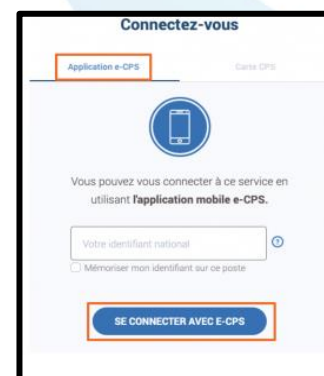 Connectez-vous
Application e-CPS
Carte CPS
Vous pouvez vous connecter à ce service en
utilisant l'application mobile e-CPS.
Votre identifiant national
Mémoriser mon identifiant sur ce poste
SE CONNECTER AVEC E-CPS